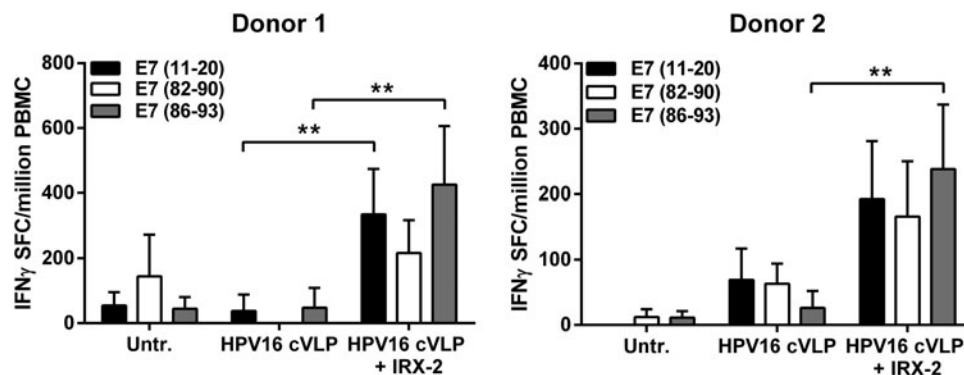 Donor 1
IFNγ SFC/million PBMC
800
600
400
200
0
E7 (11-20)
E7 (82-90)
E7 (86-93)
**
**
Untr.
HPV16 cVLP
HPV16 cVLP
+ IRX-2
Donor 2
IFNγ SFC/million PBMC
400
300
200
100
0
E7 (11-20)
E7 (82-90)
E7 (86-93)
**
Untr.
HPV16 cVLP
HPV16 cVLP
+ IRX-2